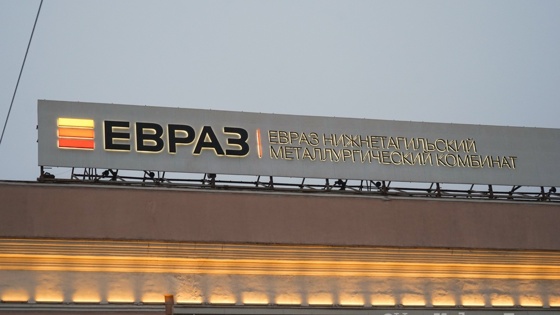 ЕВРАЗ
ЕВРАЗ НИЖНЕТАГИЛЬСКИЙ
МЕТАЛЛУРГИЧЕСКИЙ КОМБИНАТ